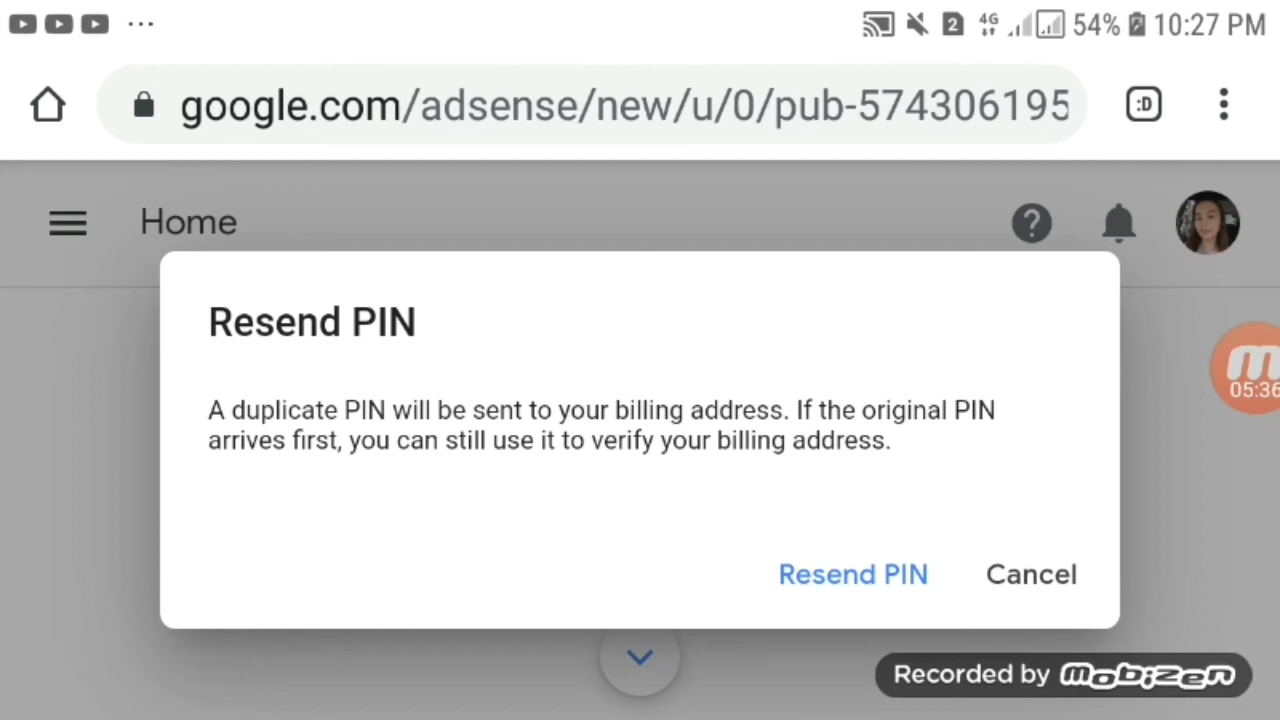 2 4G 54% 10:27 PM
google.com/adsense/new/u/0/pub-574306195
:D
Home
Resend PIN
m
A duplicate PIN will be sent to your billing address. If the original PIN
05:36
arrives first, you can still use it to verify your billing address.
Resend PIN Cancel
Recorded by mobizen